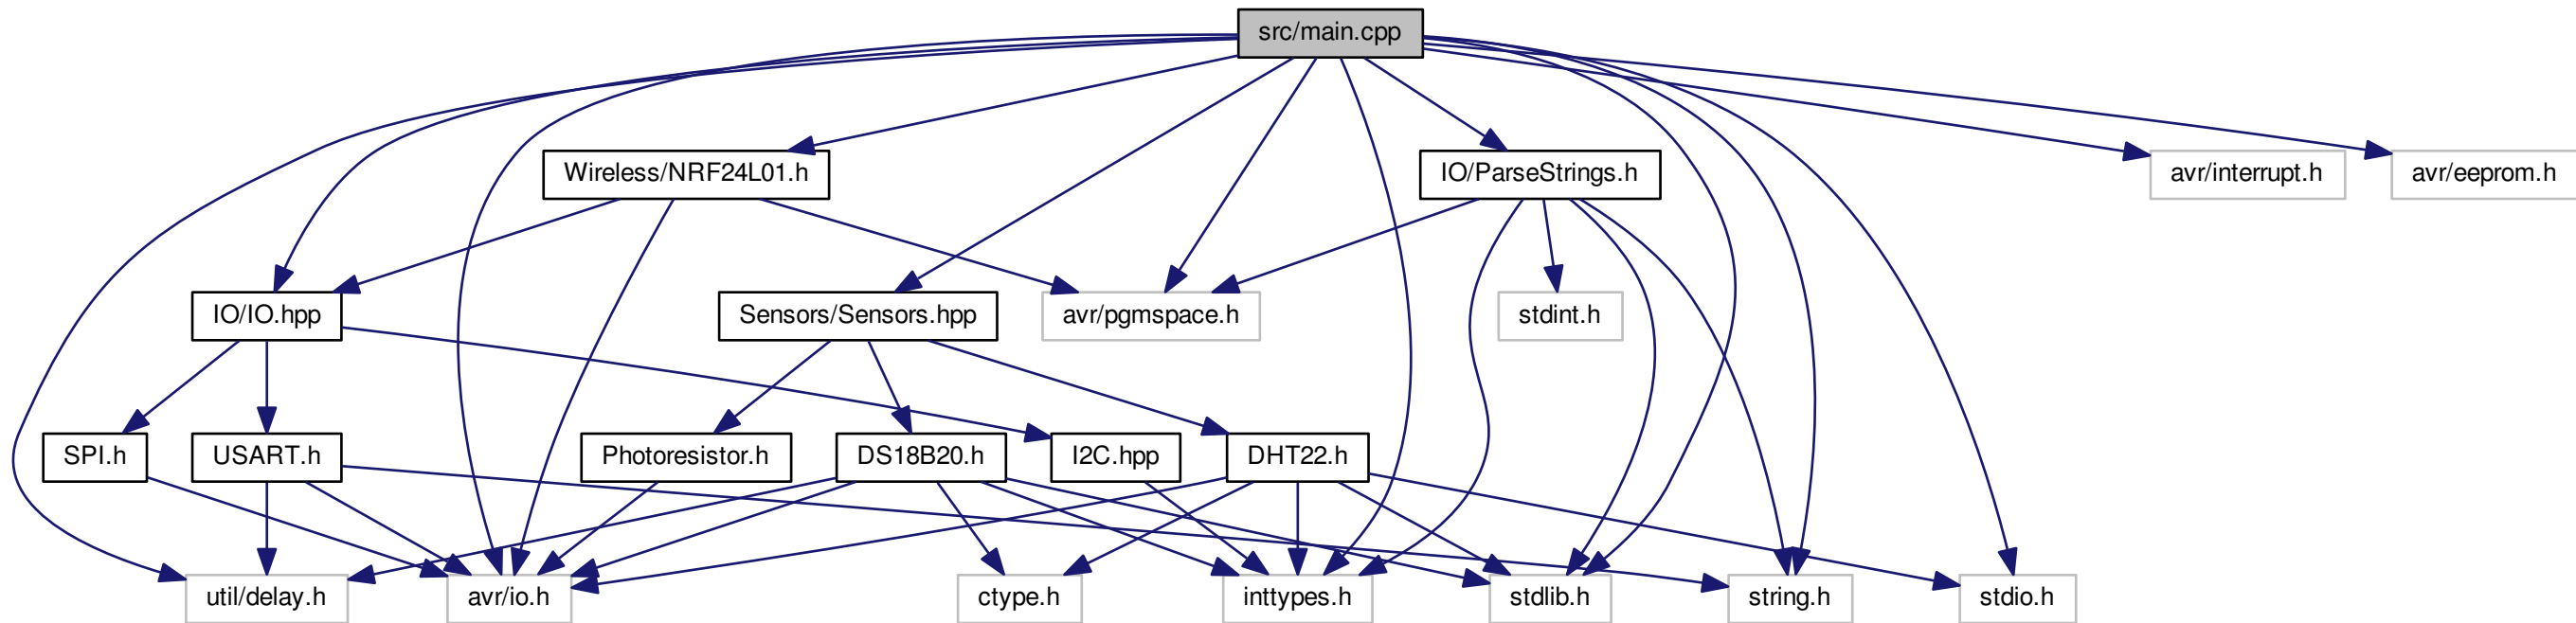 src/main.cpp
Wireless/NRF24L01.h
IO/ParseStrings.h
avr/interrupt.h
avr/eeprom.h
IO/IO.hpp
Sensors/Sensors.hpp
avr/pgmspace.h
stdint.h
SPI.h
USART.h
Photoresistor.h
DS18B20.h
I2C.hpp
DHT22.h
util/delay.h
avr/io.h
ctype.h
inttypes.h
stdlib.h
string.h
stdio.h